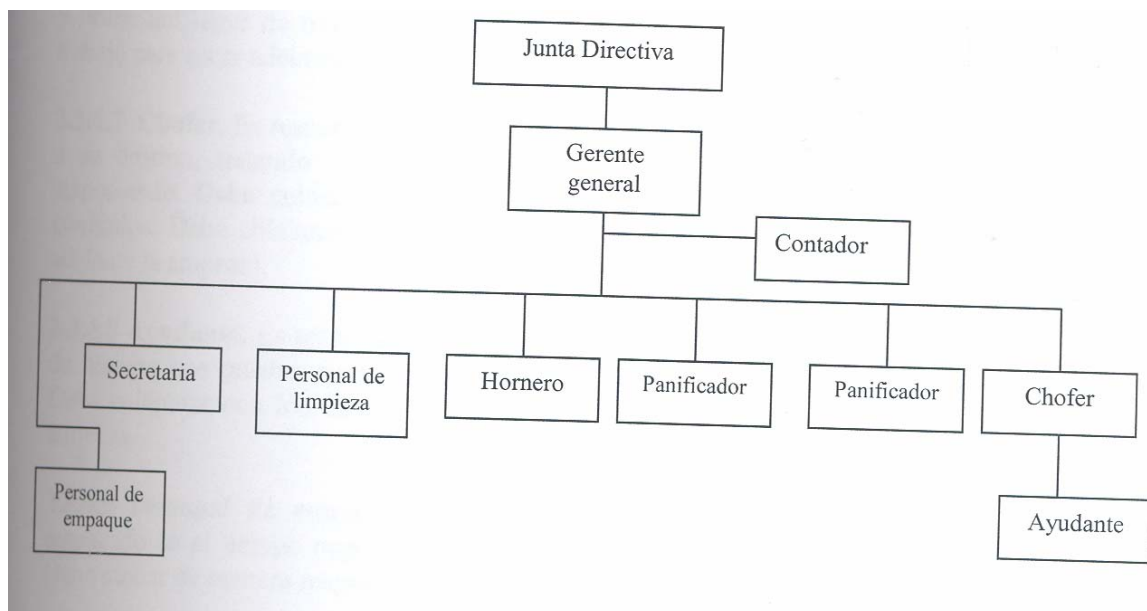 Junta Directiva
Gerente
general
Contador
Secretaria
Personal de
limpieza
Hornero
Panificador
Panificador
Chofer
Personal de
empaque
Ayudante